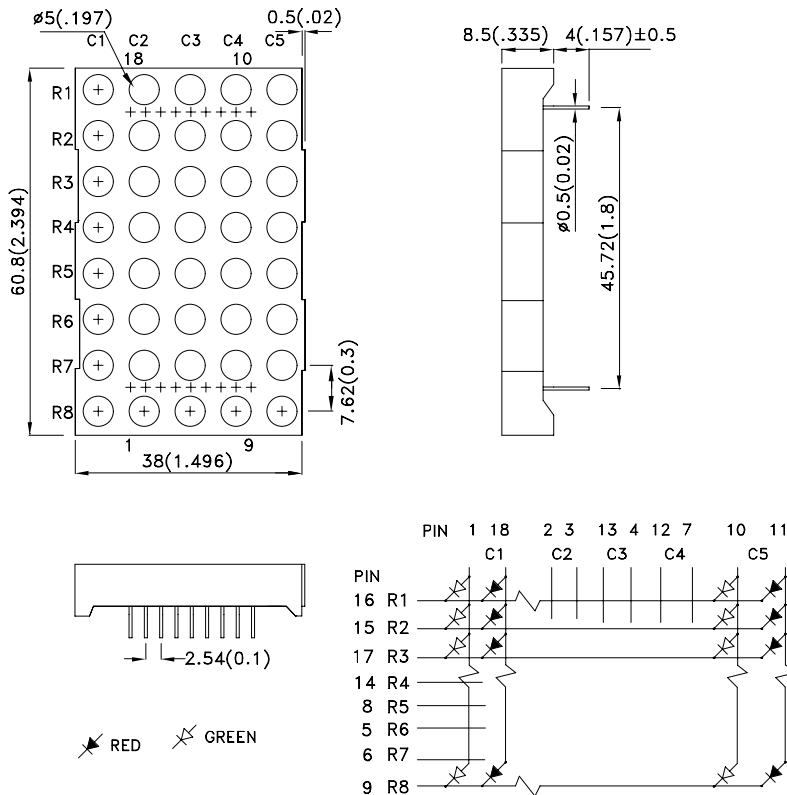 ø5(.197)
0.5(.02)
C1 C2 C3 C4 C5
18 10
R1
R2
R3
R4
R5
R6
R7
R8
60.8(2.394)
7.62(0.3)
1 9
38(1.496)
8.5(.335) 4(.157)±0.5
ø0.5(0.02)
45.72(1.8)
2.54(0.1)
RED
GREEN
PIN 1 18 2 3 13 4 12 7 10 11
C1 C2 C3 C4 C5
PIN
16 R1
15 R2
17 R3
14 R4
8 R5
5 R6
6 R7
9 R8